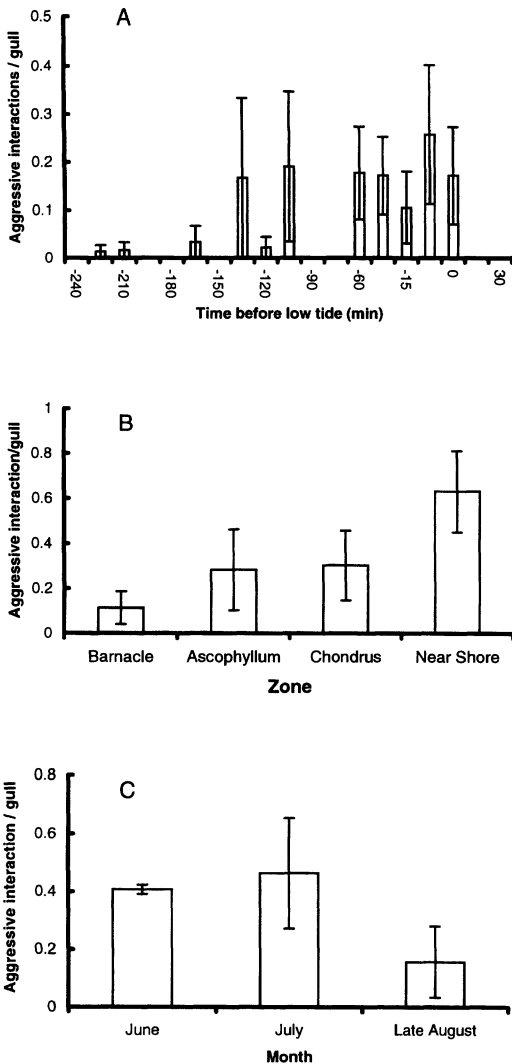 A
Aggressive interactions / gull
0.5
0.4
0.3
0.2
0.1
0
-240
-210
-180
-150
-120
-90
-60
-15
0
30
Time before low tide (min)
B
Aggressive interaction/gull
1
0.8
0.6
0.4
0.2
0
Barnacle Ascophyllum Chondrus Near Shore
Zone
C
Aggressive interaction / gull
0.8
0.6
0.4
0.2
0
June July Late August
Month